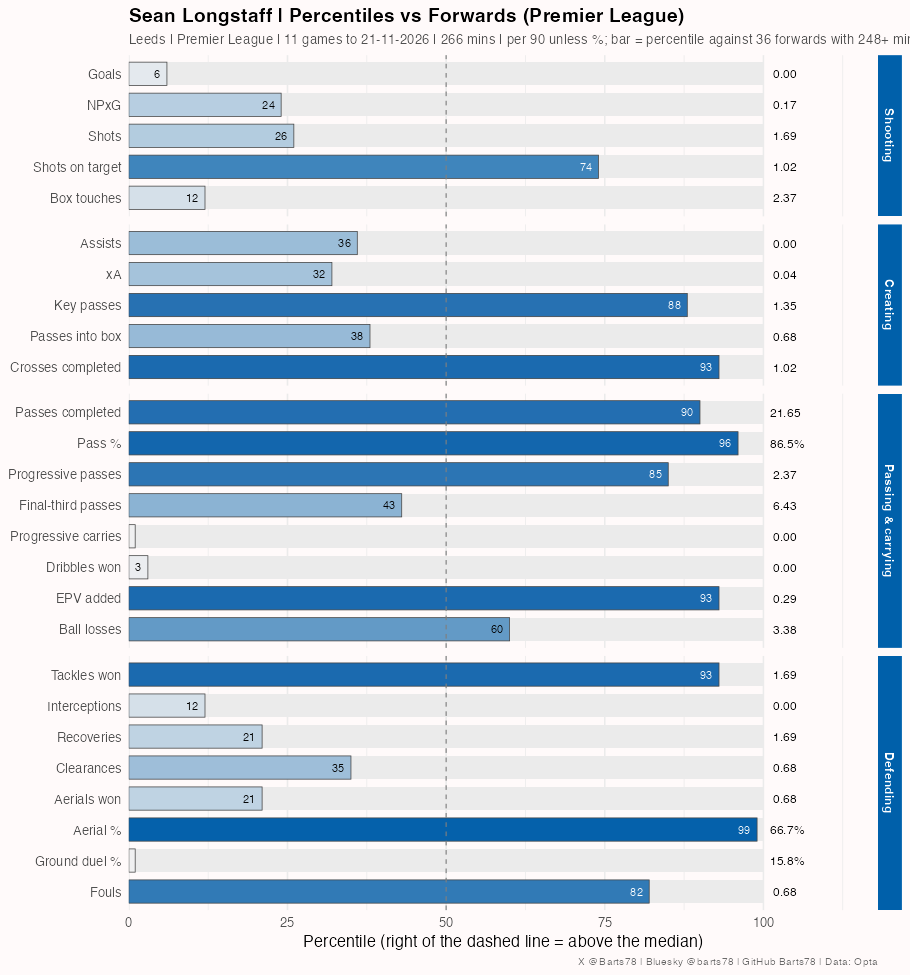 Sean Longstaff | Percentiles vs Forwards (Premier League)
Leeds | Premier League | 11 games to 21-11-2026 | 266 mins | per 90 unless %; bar = percentile against 36 forwards with 248+
Goals 6 0.00
NPxG 24 0.17
Shots 26 1.69
Shots on target 74 1.02
Box touches 12 2.37
Shooting
Assists 36 0.00
xA 32 0.04
Key passes 88 1.35
Passes into box 38 0.68
Crosses completed 93 1.02
Creating
Passes completed 90 21.65
Pass % 96 86.5%
Progressive passes 85 2.37
Final-third passes 43 6.43
Progressive carries 0.00
Dribbles won 3 0.00
EPV added 93 0.29
Ball losses 60 3.38
Passing & carrying
Tackles won 93 1.69
Interceptions 12 0.00
Recoveries 21 1.69
Clearances 35 0.68
Aerials won 21 0.68
Aerial % 99 66.7%
Ground duel % 15.8%
Fouls 82 0.68
Defending
0 25 50 75 100
Percentile (right of the dashed line = above the median)
X @Barts78 | Bluesky @barts78 | GitHub Barts78 | Data: Opta